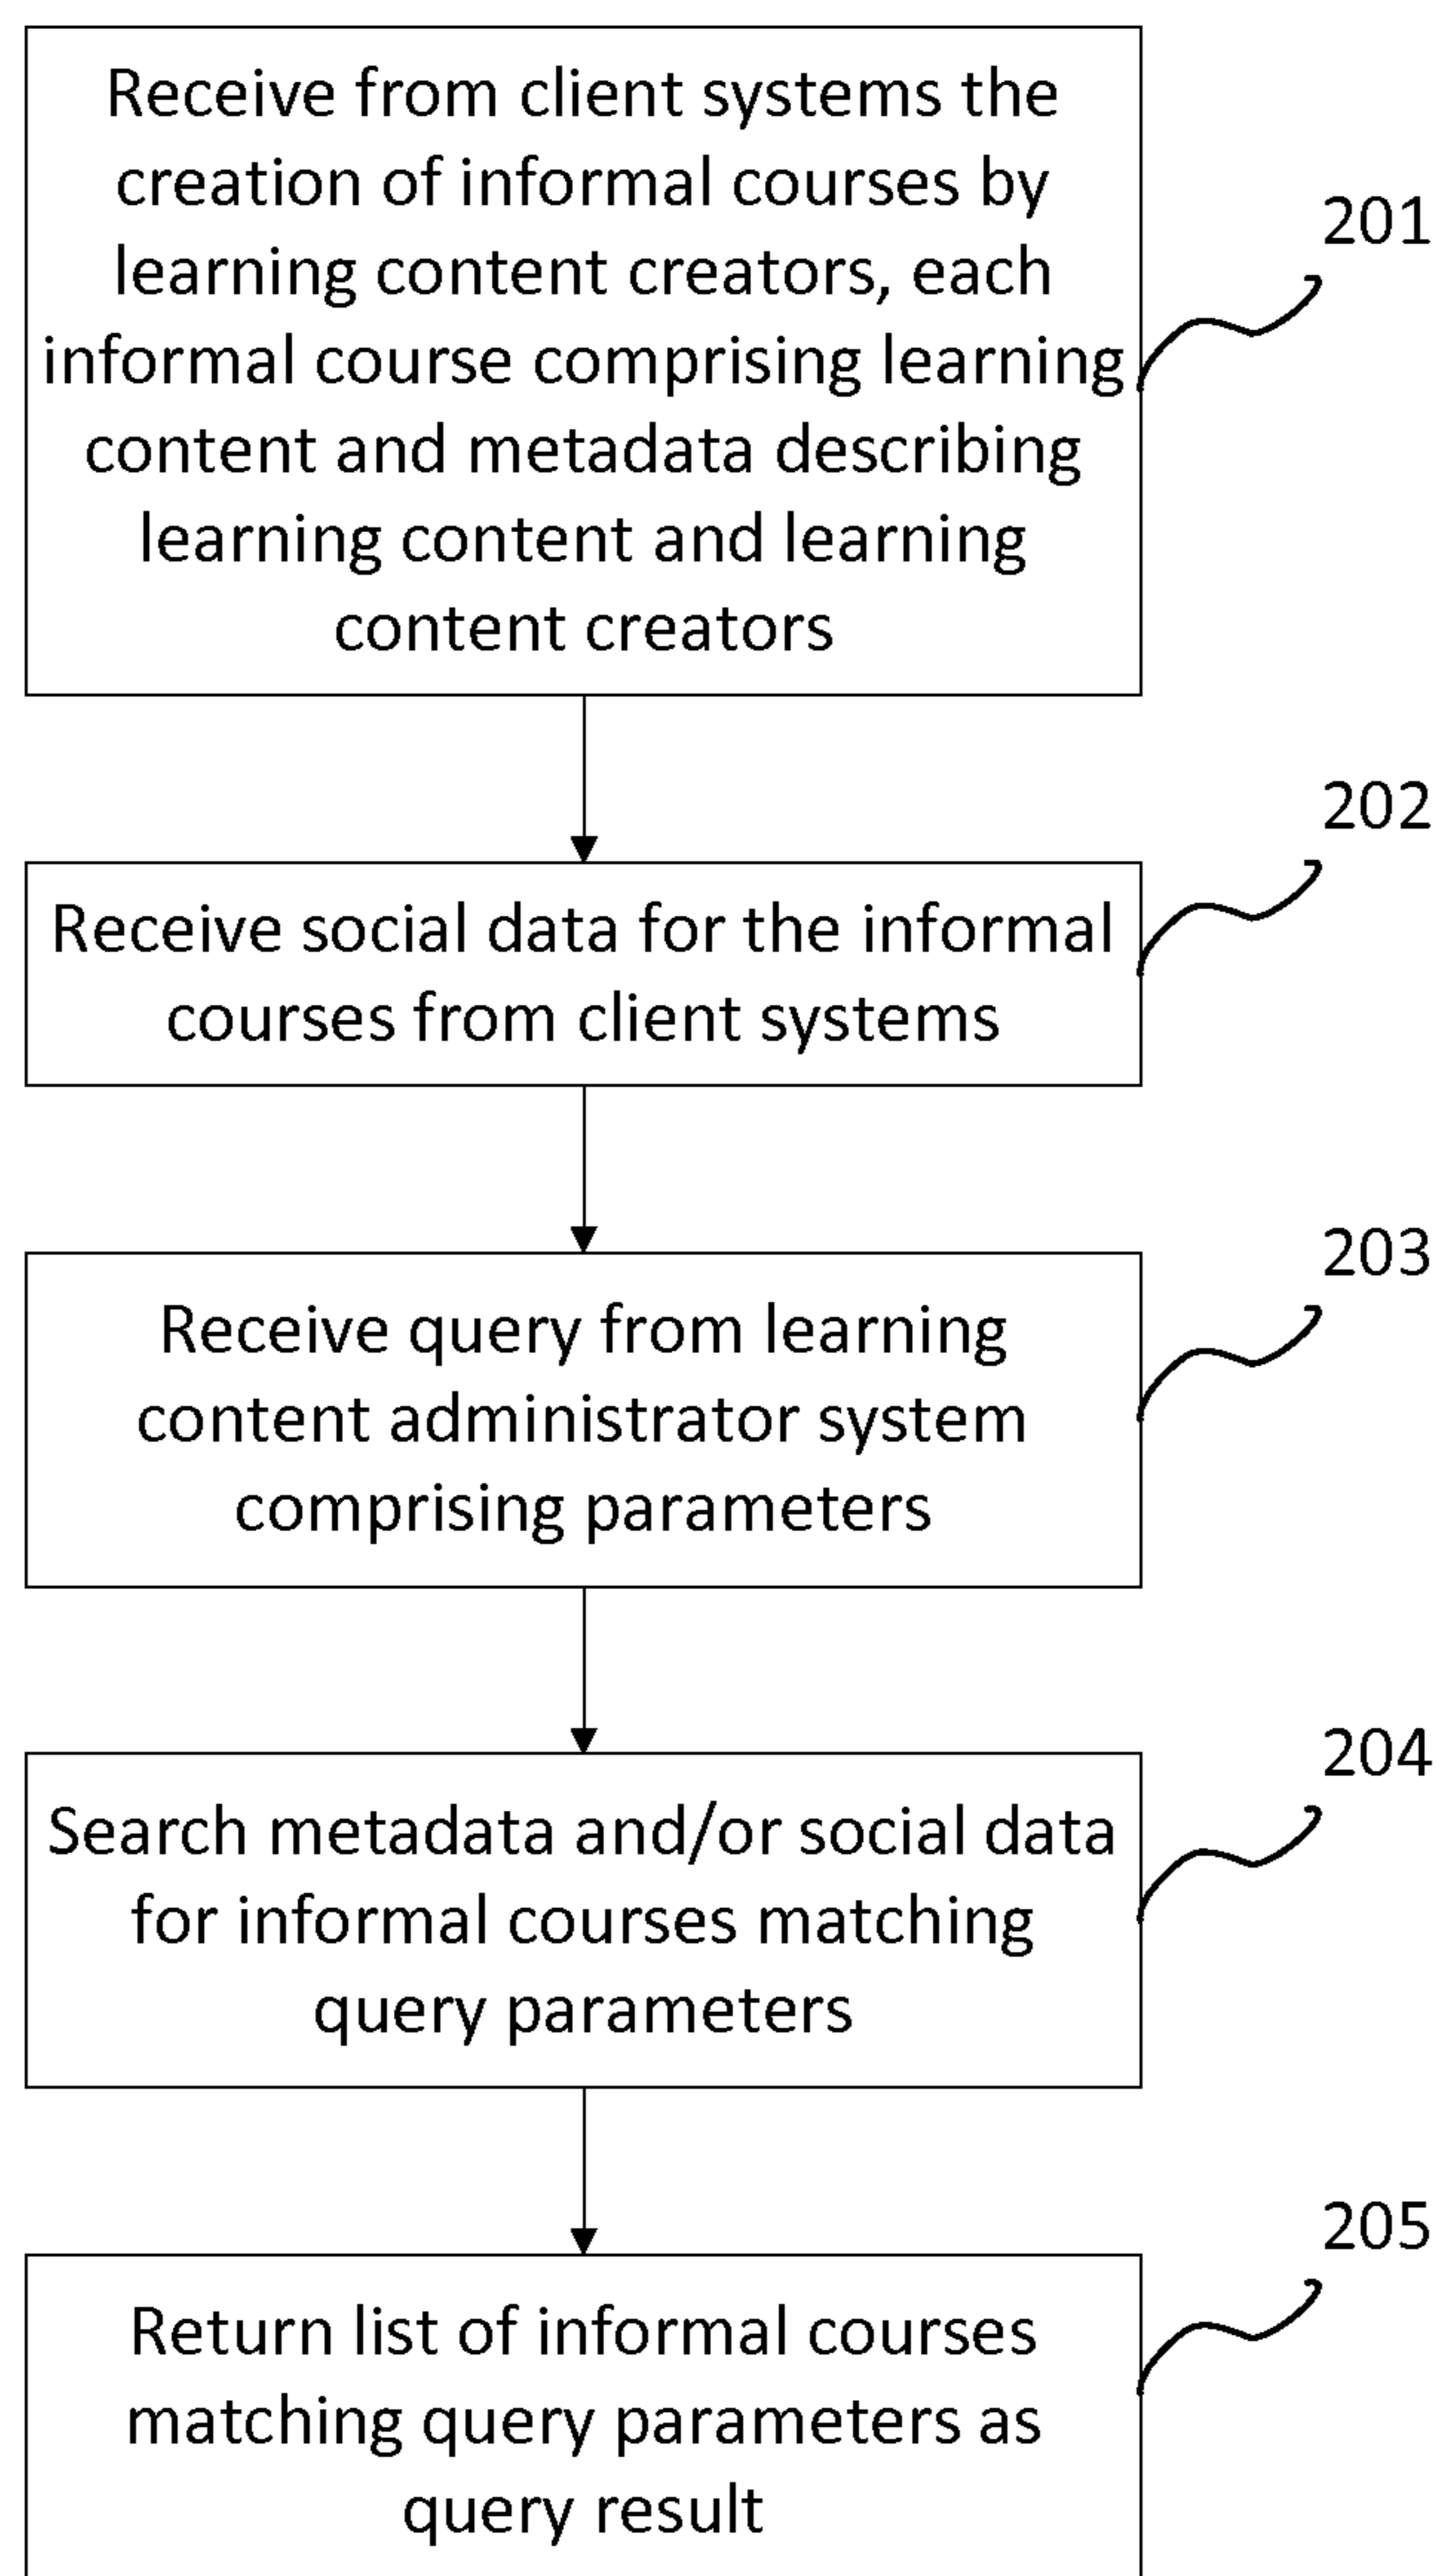 Receive from client systems the
creation of informal courses by
learning content creators, each
informal course comprising learning
content and metadata describing
learning content and learning
content creators
201
Receive social data for the informal
courses from client systems
202
Receive query from learning
content administrator system
comprising parameters
203
Search metadata and/or social data
for informal courses matching
query parameters
204
Return list of informal courses
matching query parameters as
query result
205